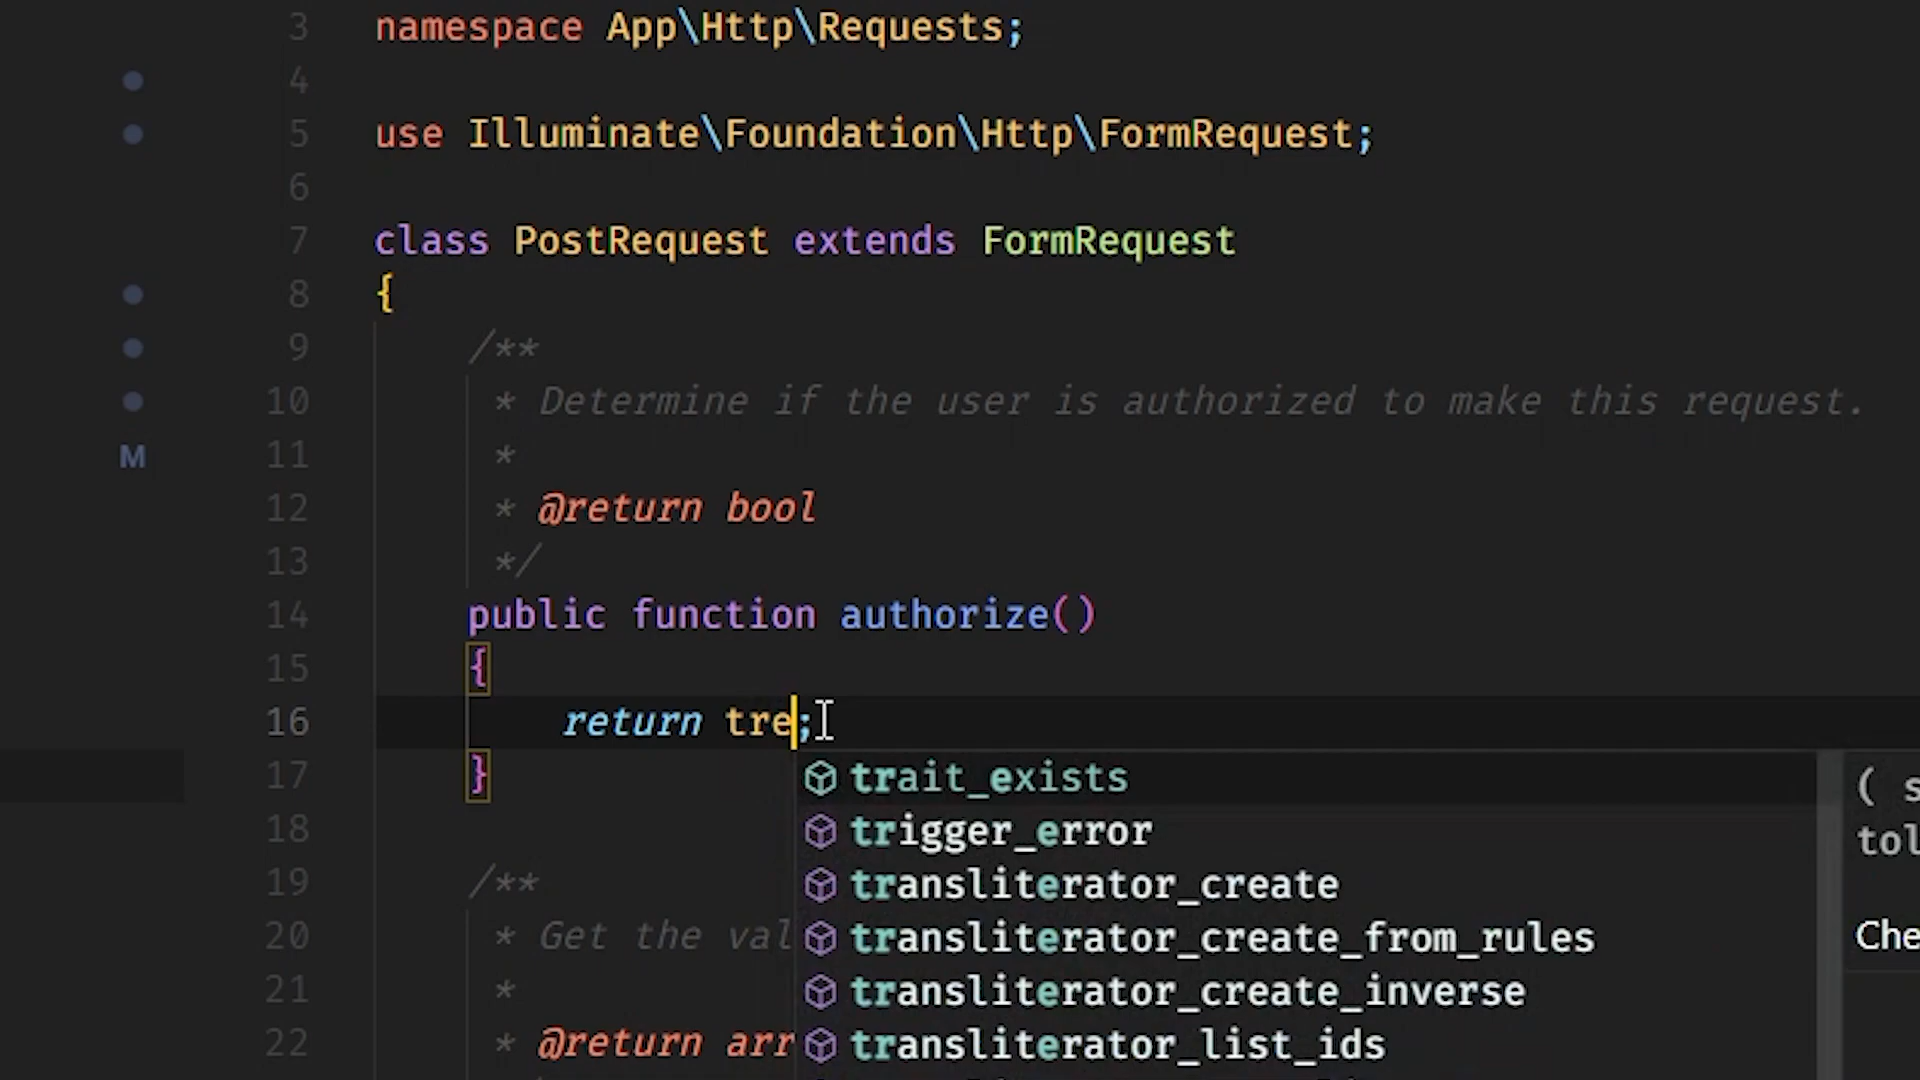 3 namespace App\Http\Requests;
4
5 use Illuminate\Foundation\Http\FormRequest;
6
7 class PostRequest extends FormRequest
8 {
9 /**
10 * Determine if the user is authorized to make this request.
M 11 *
12 * @return bool
13 */
14 public function authorize()
15 {
16 return tre;
17 }
trait_exists
( s
18
trigger_error
tol
19 /**
transliterator_create
20 * Get the val
transliterator_create_from_rules
Che
21 *
transliterator_create_inverse
22 * @return arr
transliterator_list_ids